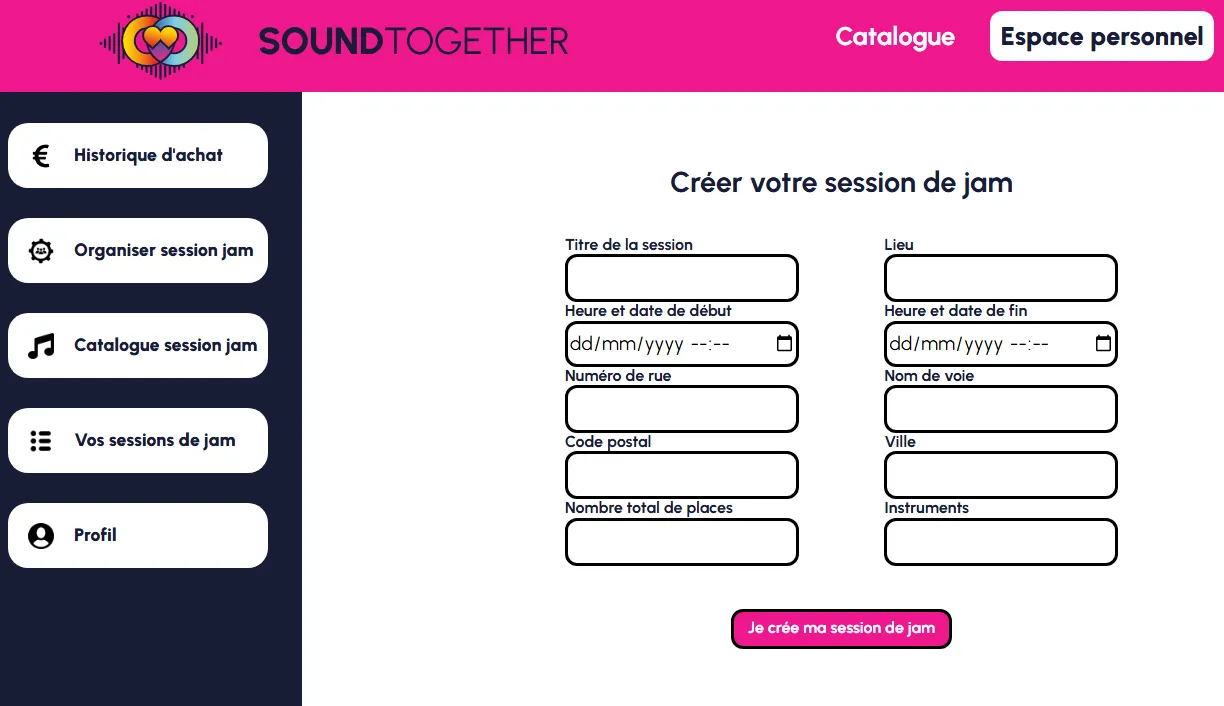 SOUNDTOGETHER
Catalogue
Espace personnel
Historique d'achat
Organiser session jam
Catalogue session jam
Vos sessions de jam
Profil
Créer votre session de jam
Titre de la session
Lieu
Heure et date de début
Heure et date de fin
dd/mm/yyyy --:--
dd/mm/yyyy --:--
Numéro de rue
Nom de voie
Code postal
Ville
Nombre total de places
Instruments
Je crée ma session de jam